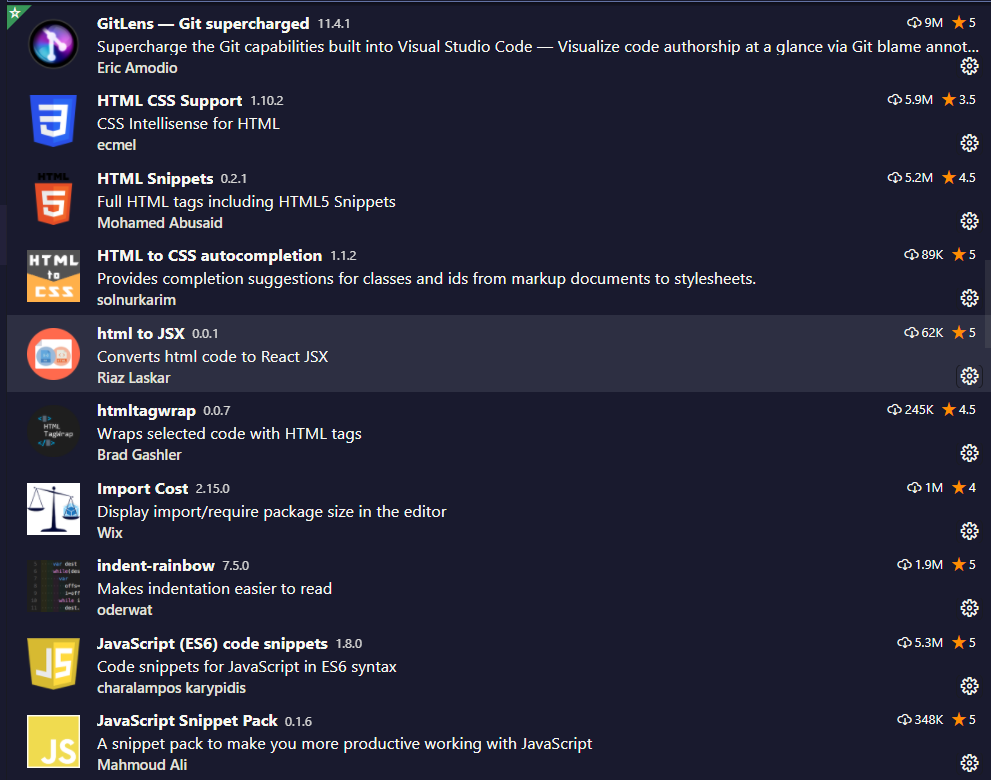 GitLens — Git supercharged 11.4.1 9M 5
Supercharge the Git capabilities built into Visual Studio Code — Visualize code authorship at a glance via Git blame annot...
Eric Amodio
HTML CSS Support 1.10.2 5.9M 3.5
CSS Intellisense for HTML
ecmel
HTML
HTML Snippets 0.2.1 5.2M 4.5
Full HTML tags including HTML5 Snippets
Mohamed Abusaid
HTML to CSS
HTML to CSS autocompletion 1.1.2 89K 5
Provides completion suggestions for classes and ids from markup documents to stylesheets.
solnurkarim
html to JSX 0.0.1 62K 5
Converts html code to React JSX
Riaz Laskar
HTML
TagWrap
htmltagwrap 0.0.7 245K 4.5
Wraps selected code with HTML tags
Brad Gashler
Import Cost 2.15.0 1M 4
Display import/require package size in the editor
Wix
indent-rainbow 7.5.0 1.9M 5
Makes indentation easier to read
oderwat
JS
JavaScript (ES6) code snippets 1.8.0 5.3M 5
Code snippets for JavaScript in ES6 syntax
charalampos karypidis
JS
JavaScript Snippet Pack 0.1.6 348K 5
A snippet pack to make you more productive working with JavaScript
Mahmoud Ali